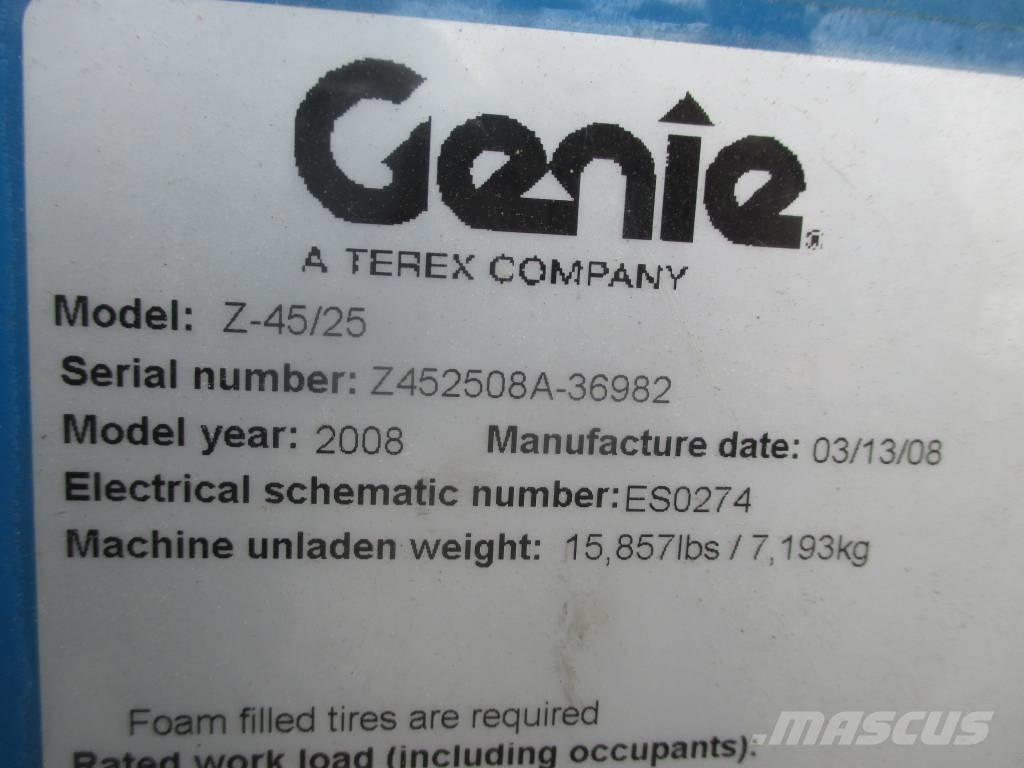 Genie®
A TEREX COMPANY
Model: Z-45/25
Serial number: Z452508A-36982
Model year: 2008 Manufacture date: 03/13/08
Electrical schematic number: ES0274
Machine unladen weight: 15,857lbs / 7,193kg
Foam filled tires are required
Rated work load (including occupants):
MASCUS